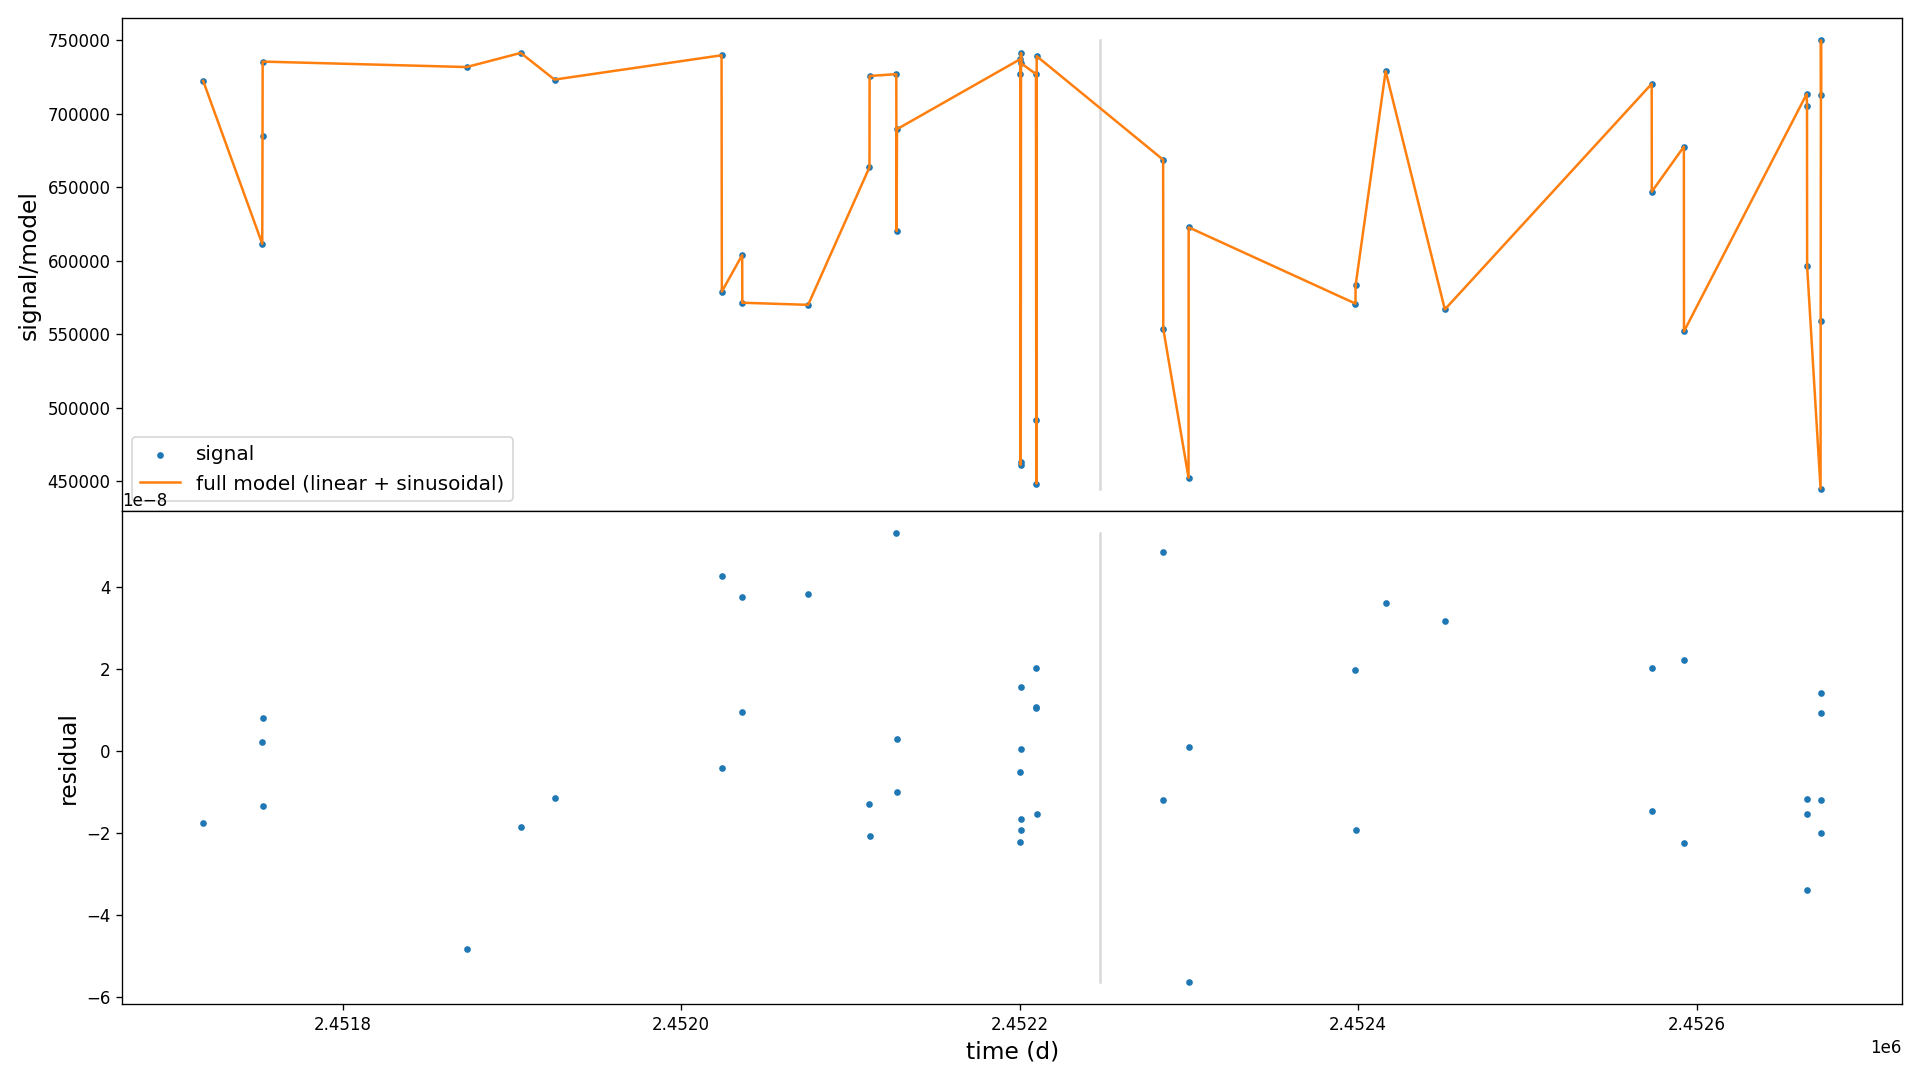 750000
700000
650000
600000
550000
500000
450000
signal/model
signal
full model (linear + sinusoidal)
1e−8
4
2
0
−2
−4
−6
residual
2.4518
2.4520
2.4522
2.4524
2.4526
1e6
time (d)